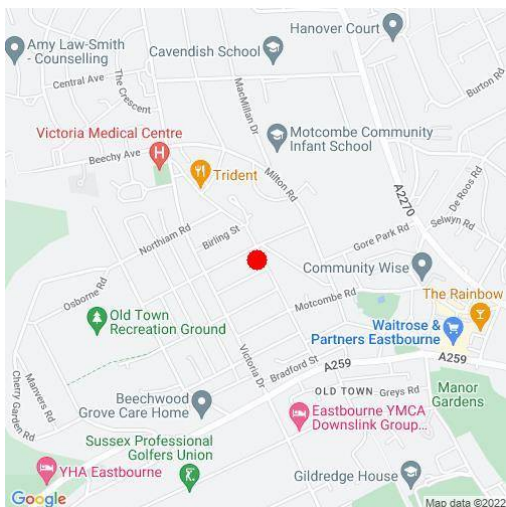 Hanover Court
Amy Law-Smith
- Counselling
Cavendish School
Central Ave
The Crescent
MacMillan Dr
Burton Rd
Victoria Medical Centre
Motcombe Community
Infant School
Beechy Ave
Trident
Milton Rd
A2270
De Roos Rd
Selwyn Rd
Northiam Rd
Birling St
Gore Park Rd
Community Wise
Osborne Rd
Motcombe Rd
The Rainbow
Old Town
Recreation Ground
Waitrose &
Partners Eastbourne
Victoria Dr
Bradford St
A259
A259
Manvers Rd
Cherry Garden Rd
Beechwood
Grove Care Home
OLD TOWN
Greys Rd
Manor
Gardens
Eastbourne YMCA
Downslink Group...
Sussex Professional
Golfers Union
YHA Eastbourne
Gildredge House
Google
Map data ©2022